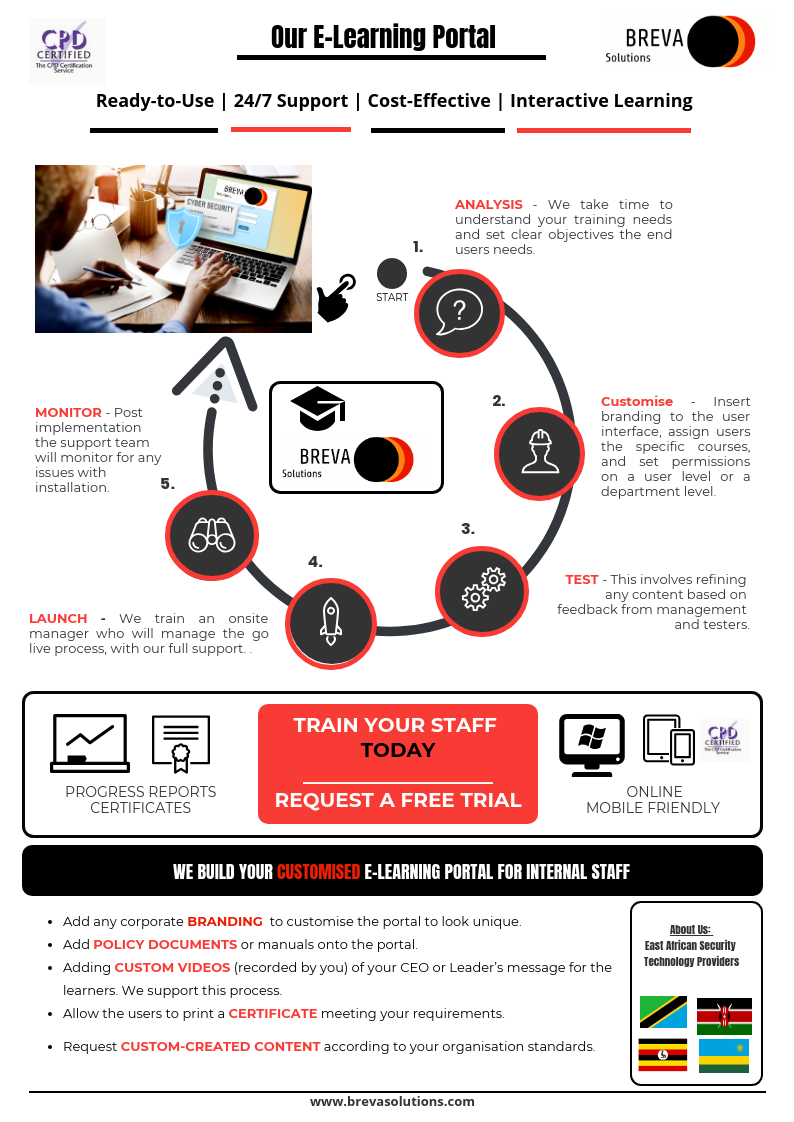 CPD
CERTIFIED
The CPD Certification
Service
Our E-Learning Portal
BREVA
Solutions
Ready-to-Use | 24/7 Support | Cost-Effective | Interactive Learning
BREVA
CYBER SECURITY
ANALYSIS - We take time to
understand your training needs
and set clear objectives the end
users needs.
1.
START
?
2.
Customise - Insert
branding to the user
interface, assign users
the specific courses,
and set permissions
on a user level or a
department level.
MONITOR - Post
implementation
the support team
will monitor for any
issues with
installation.
5.
BREVA
Solutions
3.
4.
TEST - This involves refining
any content based on
feedback from management
and testers.
LAUNCH - We train an onsite
manager who will manage the go
live process, with our full support. .
PROGRESS REPORTS
CERTIFICATES
TRAIN YOUR STAFF
TODAY
REQUEST A FREE TRIAL
CPD
CERTIFIED
The CPD Certification
Service
ONLINE
MOBILE FRIENDLY
WE BUILD YOUR CUSTOMISED E-LEARNING PORTAL FOR INTERNAL STAFF
• Add any corporate BRANDING to customise the portal to look unique.
• Add POLICY DOCUMENTS or manuals onto the portal.
• Adding CUSTOM VIDEOS (recorded by you) of your CEO or Leader's message for the
learners. We support this process.
• Allow the users to print a CERTIFICATE meeting your requirements.
• Request CUSTOM-CREATED CONTENT according to your organisation standards.
About Us:
East African Security
Technology Providers
www.brevasolutions.com